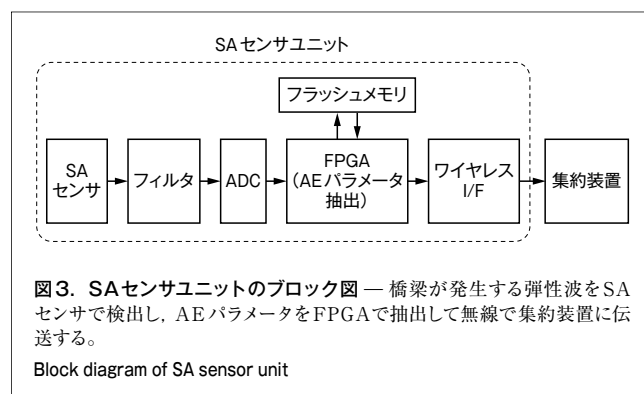 SAセンサユニット
フラッシュメモリ
SA
センサ
フィルタ
ADC
FPGA
(AEパラメータ
抽出)
ワイヤレス
I/F
集約装置
図3. SAセンサユニットのブロック図 — 橋梁が発生する弾性波をSA
センサで検出し,AEパラメータをFPGAで抽出して無線で集約装置に伝
送する。
Block diagram of SA sensor unit